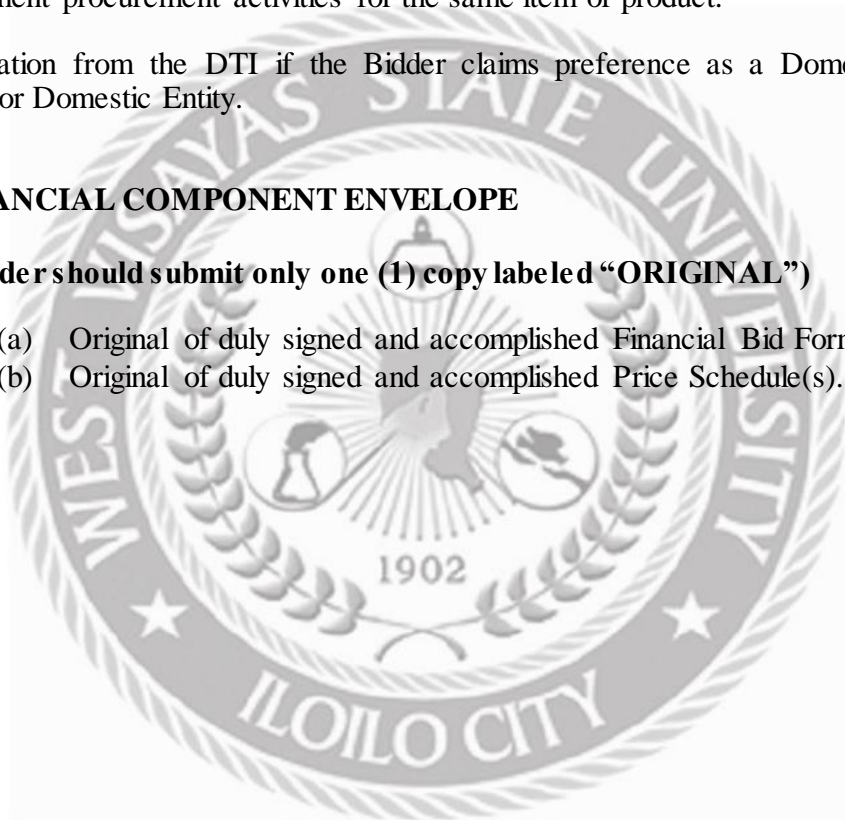 ment procurement activities for the same item or product.
ation from the DTI if the Bidder claims preference as a Dome
or Domestic Entity.
ANCIAL COMPONENT ENVELOPE
der should submit only one (1) copy labeled “ORIGINAL”)
(a) Original of duly signed and accomplished Financial Bid Forr
(b) Original of duly signed and accomplished Price Schedule(s).
WEST VISAYAS STATE UNIVERSITY
1902
ILOILO CITY